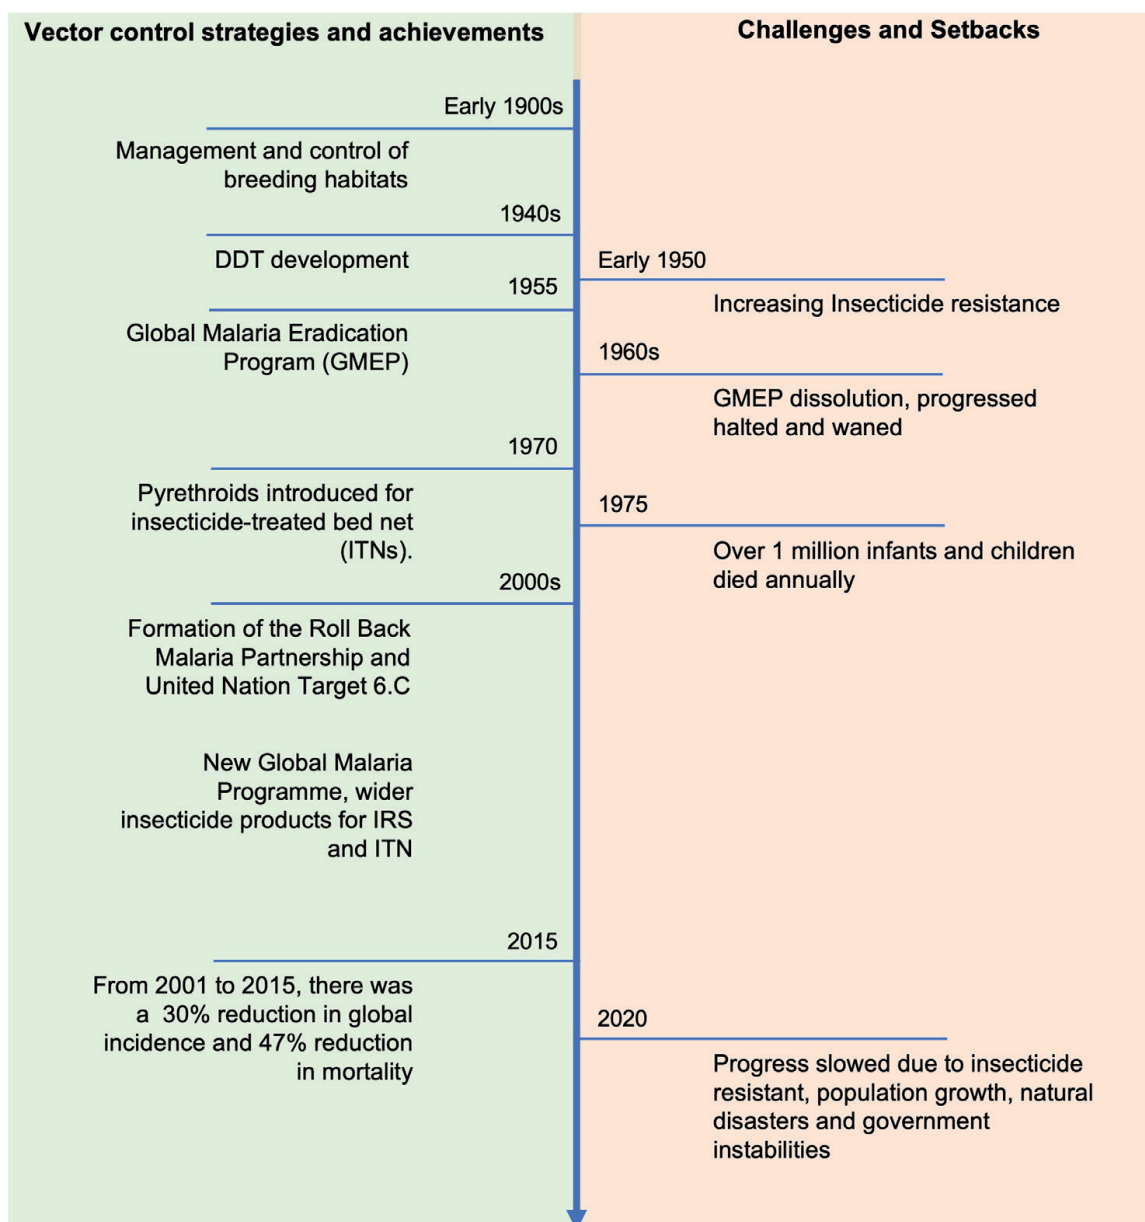 Vector control strategies and achievements
Challenges and Setbacks
Early 1900s
Management and control of
breeding habitats
1940s
DDT development
Early 1950
1955
Increasing Insecticide resistance
Global Malaria Eradication
Program (GMEP)
1960s
GMEP dissolution, progressed
halted and waned
1970
Pyrethroids introduced for
insecticide-treated bed net
(ITNs).
1975
Over 1 million infants and children
died annually
2000s
Formation of the Roll Back
Malaria Partnership and
United Nation Target 6.C
New Global Malaria
Programme, wider
insecticide products for IRS
and ITN
2015
From 2001 to 2015, there was
a 30% reduction in global
incidence and 47% reduction
in mortality
2020
Progress slowed due to insecticide
resistant, population growth, natural
disasters and government
instabilities